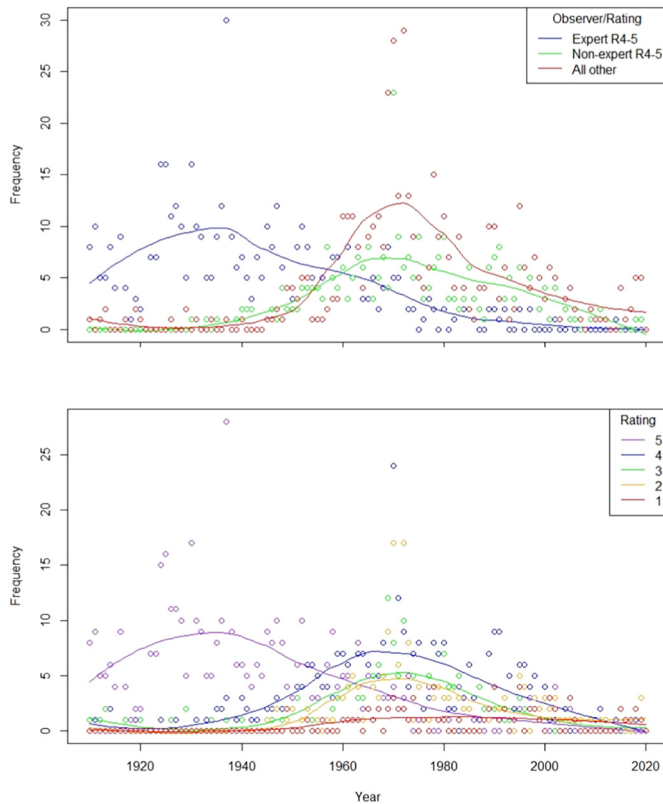 Observer/Rating
Expert R4-5
Non-expert R4-5
All other
Frequency
30
25
20
15
10
5
0
1920 1940 1960 1980 2000 2020
Rating
5
4
3
2
1
Frequency
25
20
15
10
5
0
1920 1940 1960 1980 2000 2020
Year